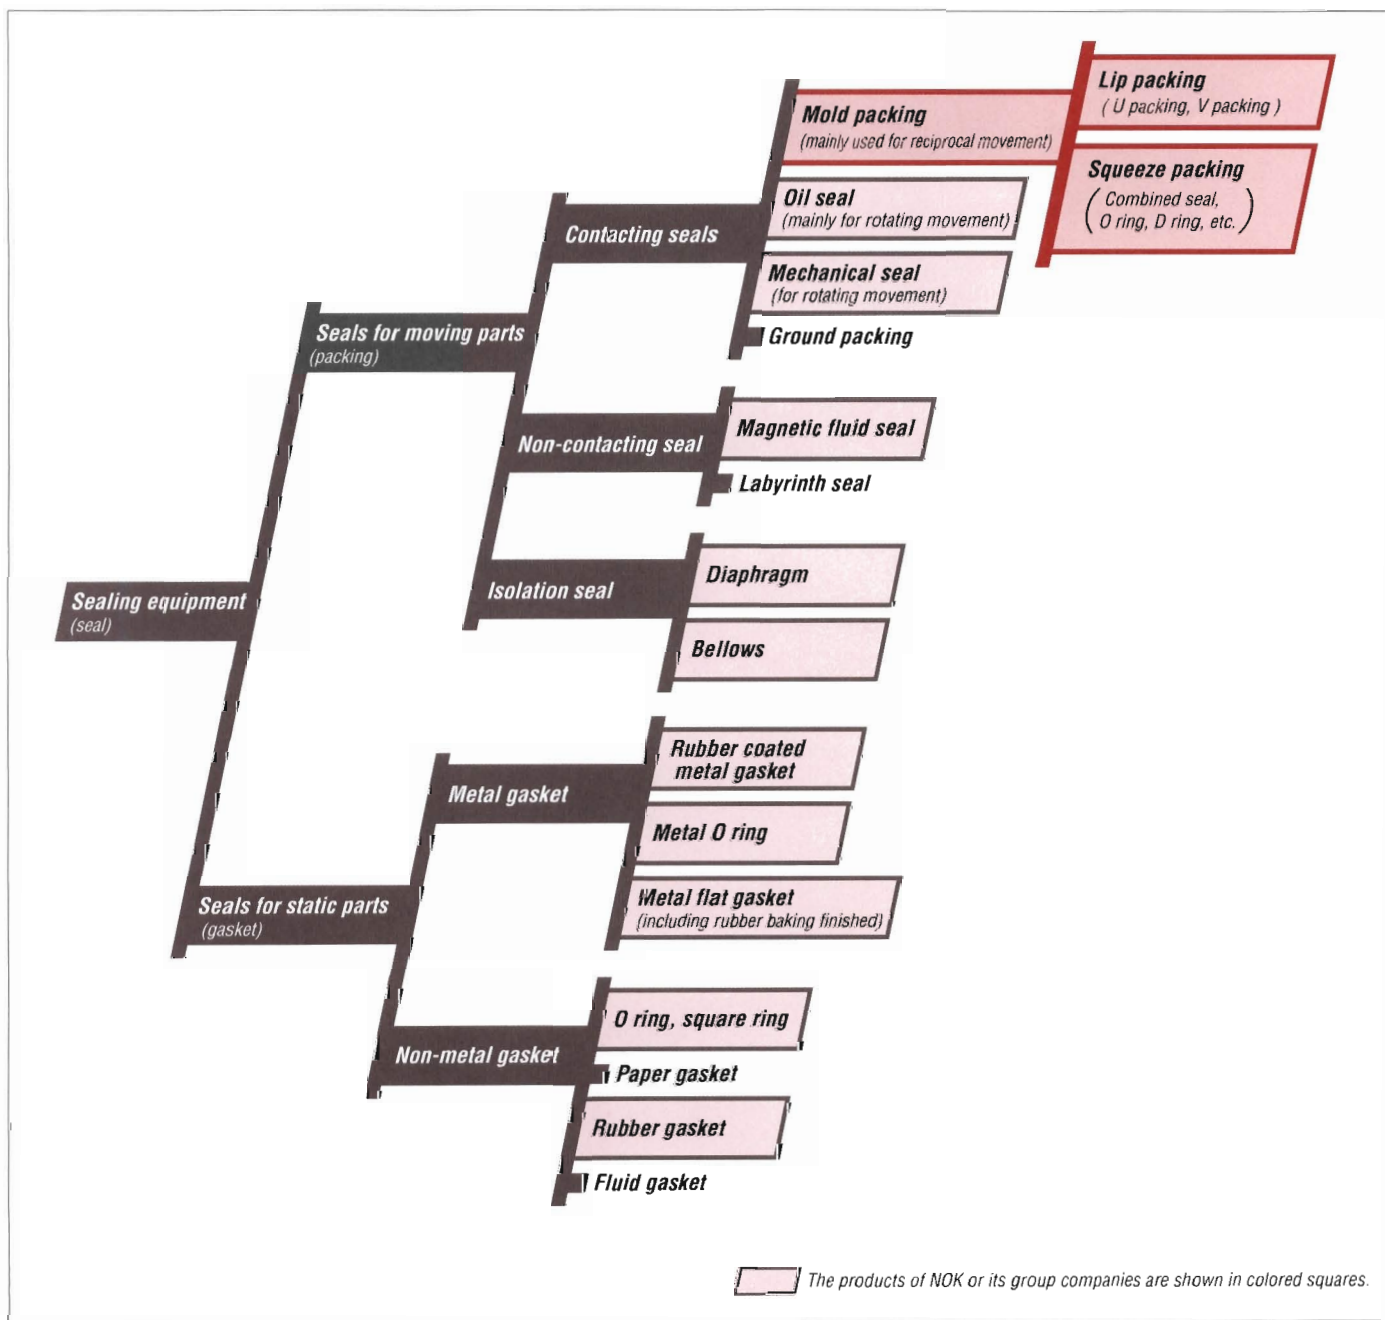 Lip packing
( U packing, V packing )
Mold packing
(mainly used for reciprocal movement)
Squeeze packing
( Combined seal,
O ring, D ring, etc. )
Oil seal
(mainly for rotating movement)
Contacting seals
Mechanical seal
(for rotating movement)
Seals for moving parts
(packing)
Ground packing
Magnetic fluid seal
Non-contacting seal
Labyrinth seal
Diaphragm
Isolation seal
Sealing equipment
(seal)
Bellows
Rubber coated
metal gasket
Metal gasket
Metal O ring
Metal flat gasket
(including rubber baking finished)
Seals for static parts
(gasket)
O ring, square ring
Non-metal gasket
Paper gasket
Rubber gasket
Fluid gasket
The products of NOK or its group companies are shown in colored squares.